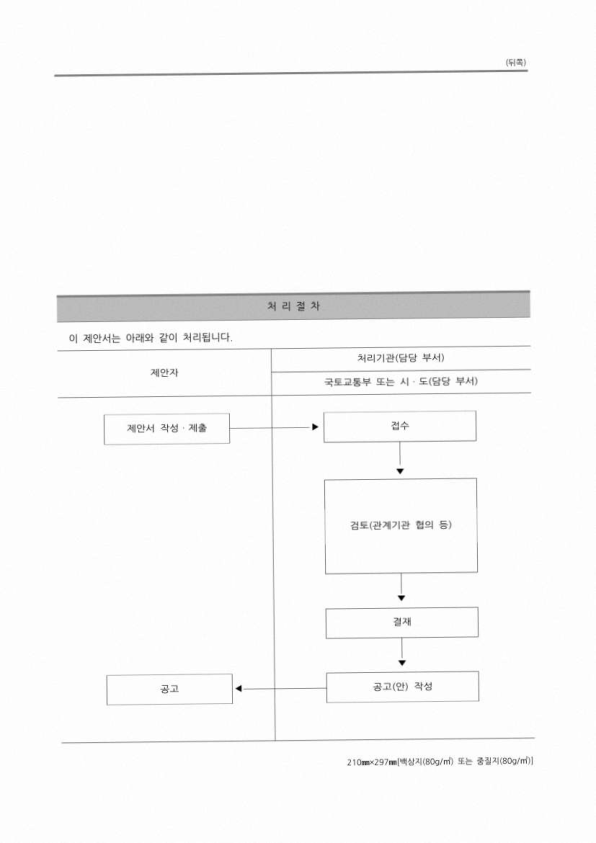 (뒤쪽)
처 리 절 차
이 제안서는 아래와 같이 처리됩니다.
제안자
처리기관(담당 부서)
국토교통부 또는 시·도(담당 부서)
제안서 작성·제출
접수
검토(관계기관 협의 등)
결재
공고
공고(안) 작성
210㎜×297㎜[백상지(80g/㎡) 또는 중질지(80g/㎡)]